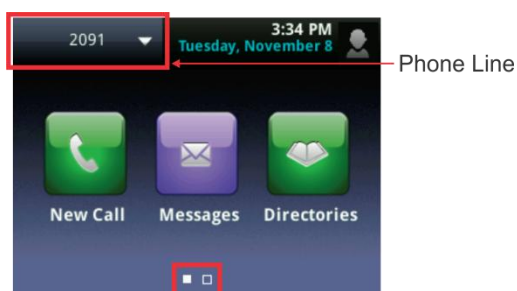 2091
3:34 PM
Tuesday, November 8
Phone Line
New Call
Messages
Directories